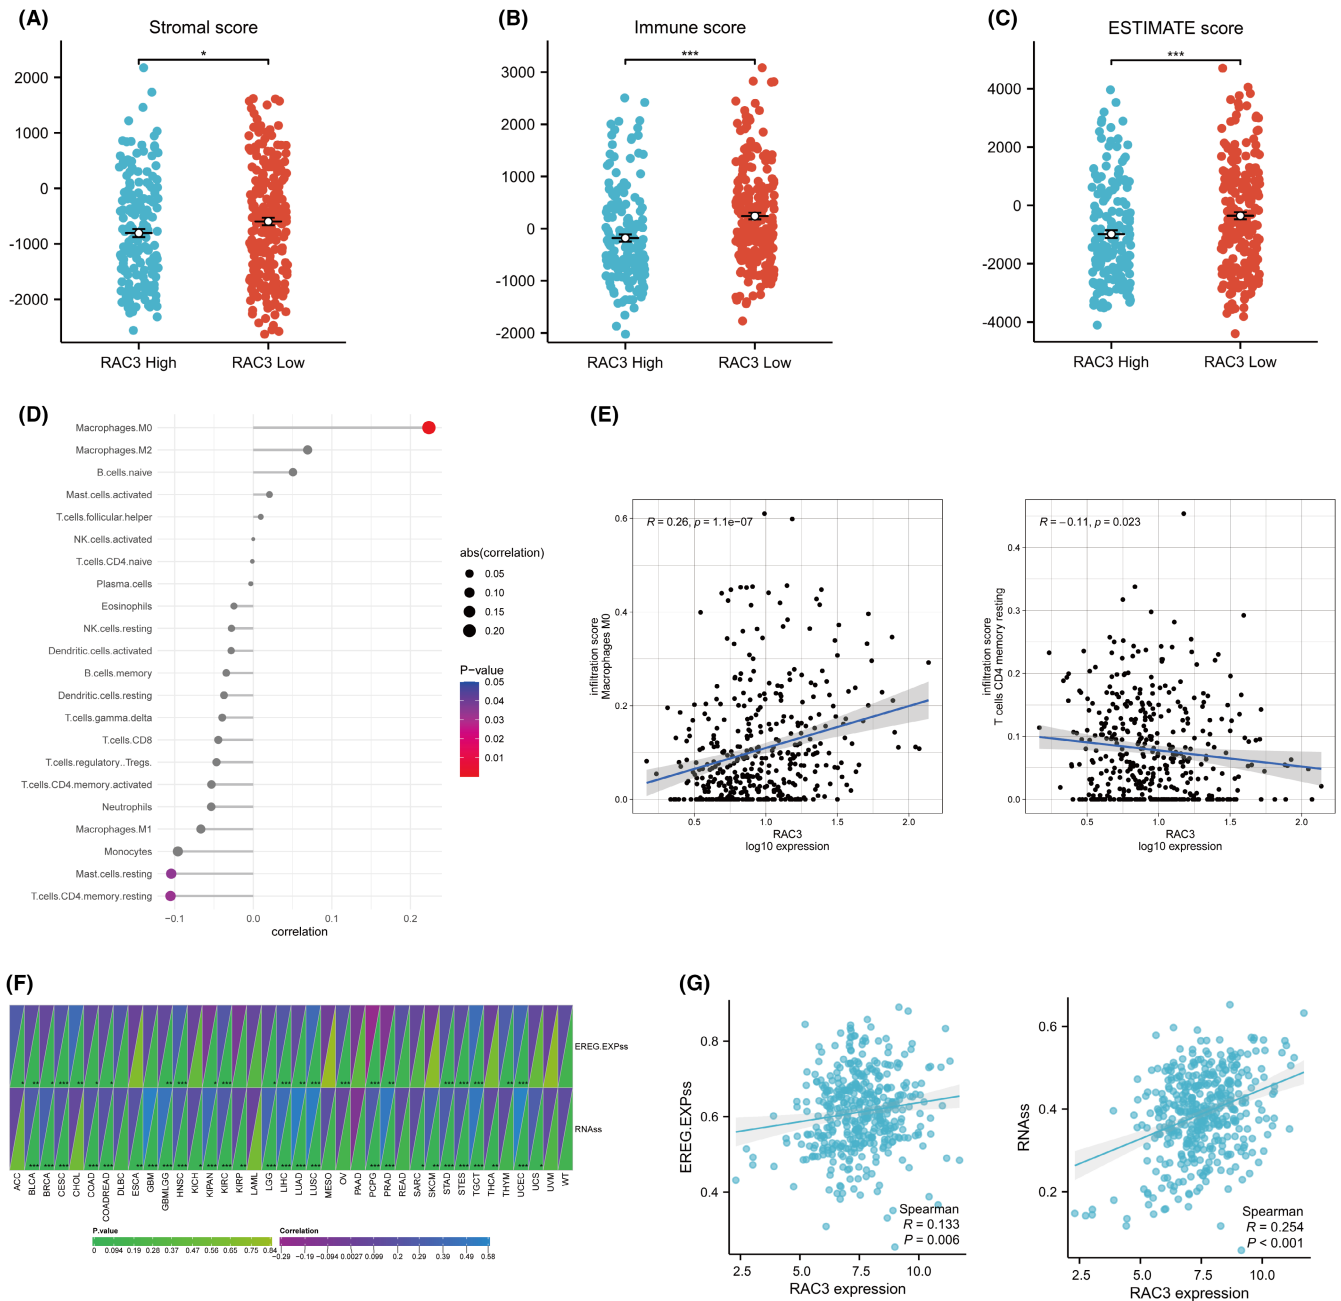 (A)
Stromal score
*
2000
1000
0
-1000
-2000
RAC3 High
RAC3 Low
(B)
Immune score
***
3000
2000
1000
0
-1000
-2000
RAC3 High
RAC3 Low
(C)
ESTIMATE score
***
4000
2000
0
-2000
-4000
RAC3 High
RAC3 Low
(D)
Macrophages.M0
Macrophages.M2
B.cells.naive
Mast.cells.activated
T.cells.follicular.helper
NK.cells.activated
T.cells.CD4.naive
Plasma.cells
Eosinophils
NK.cells.resting
Dendritic.cells.activated
B.cells.memory
Dendritic.cells.resting
T.cells.gamma.delta
T.cells.CD8
T.cells.regulatory..Tregs.
T.cells.CD4.memory.activated
Neutrophils
Macrophages.M1
Monocytes
Mast.cells.resting
T.cells.CD4.memory.resting
−0.1 0.0 0.1 0.2
correlation
abs(correlation)
0.05
0.10
0.15
0.20
P−value
0.05
0.04
0.03
0.02
0.01
(E)
R = 0.26, p = 1.1e−07
0.6
0.4
0.2
0.0
infiltration score
Macrophages M0
0.5 1.0 1.5 2.0
RAC3
log10 expression
R = −0.11, p = 0.023
0.4
0.3
0.2
0.1
0.0
infiltration score
T cells CD4 memory resting
0.5 1.0 1.5 2.0
RAC3
log10 expression
(F)
EREG.EXPss
RNAss
ACC
BLCA
BRCA
CESC
CHOL
COAD
COADREAD
DLBC
ESCA
GBM
GBMLGG
HNSC
KICH
KIPAN
KIRC
KIRP
LAML
LGG
LIHC
LUAD
LUSC
MESO
OV
PAAD
PCPG
PRAD
READ
SARC
SKCM
STAD
STES
TGCT
THCA
THYM
UCEC
UCS
UVM
WT
P.value
0 0.094 0.19 0.28 0.37 0.47 0.56 0.65 0.75 0.84
Correlation
−0.29 −0.19 −0.094 0.0027 0.099 0.2 0.29 0.39 0.49 0.58
(G)
EREG.EXPss
0.8
0.6
0.4
Spearman
R = 0.133
P = 0.006
2.5 5.0 7.5 10.0
RAC3 expression
RNAss
0.6
0.4
0.2
Spearman
R = 0.254
P < 0.001
2.5 5.0 7.5 10.0
RAC3 expression